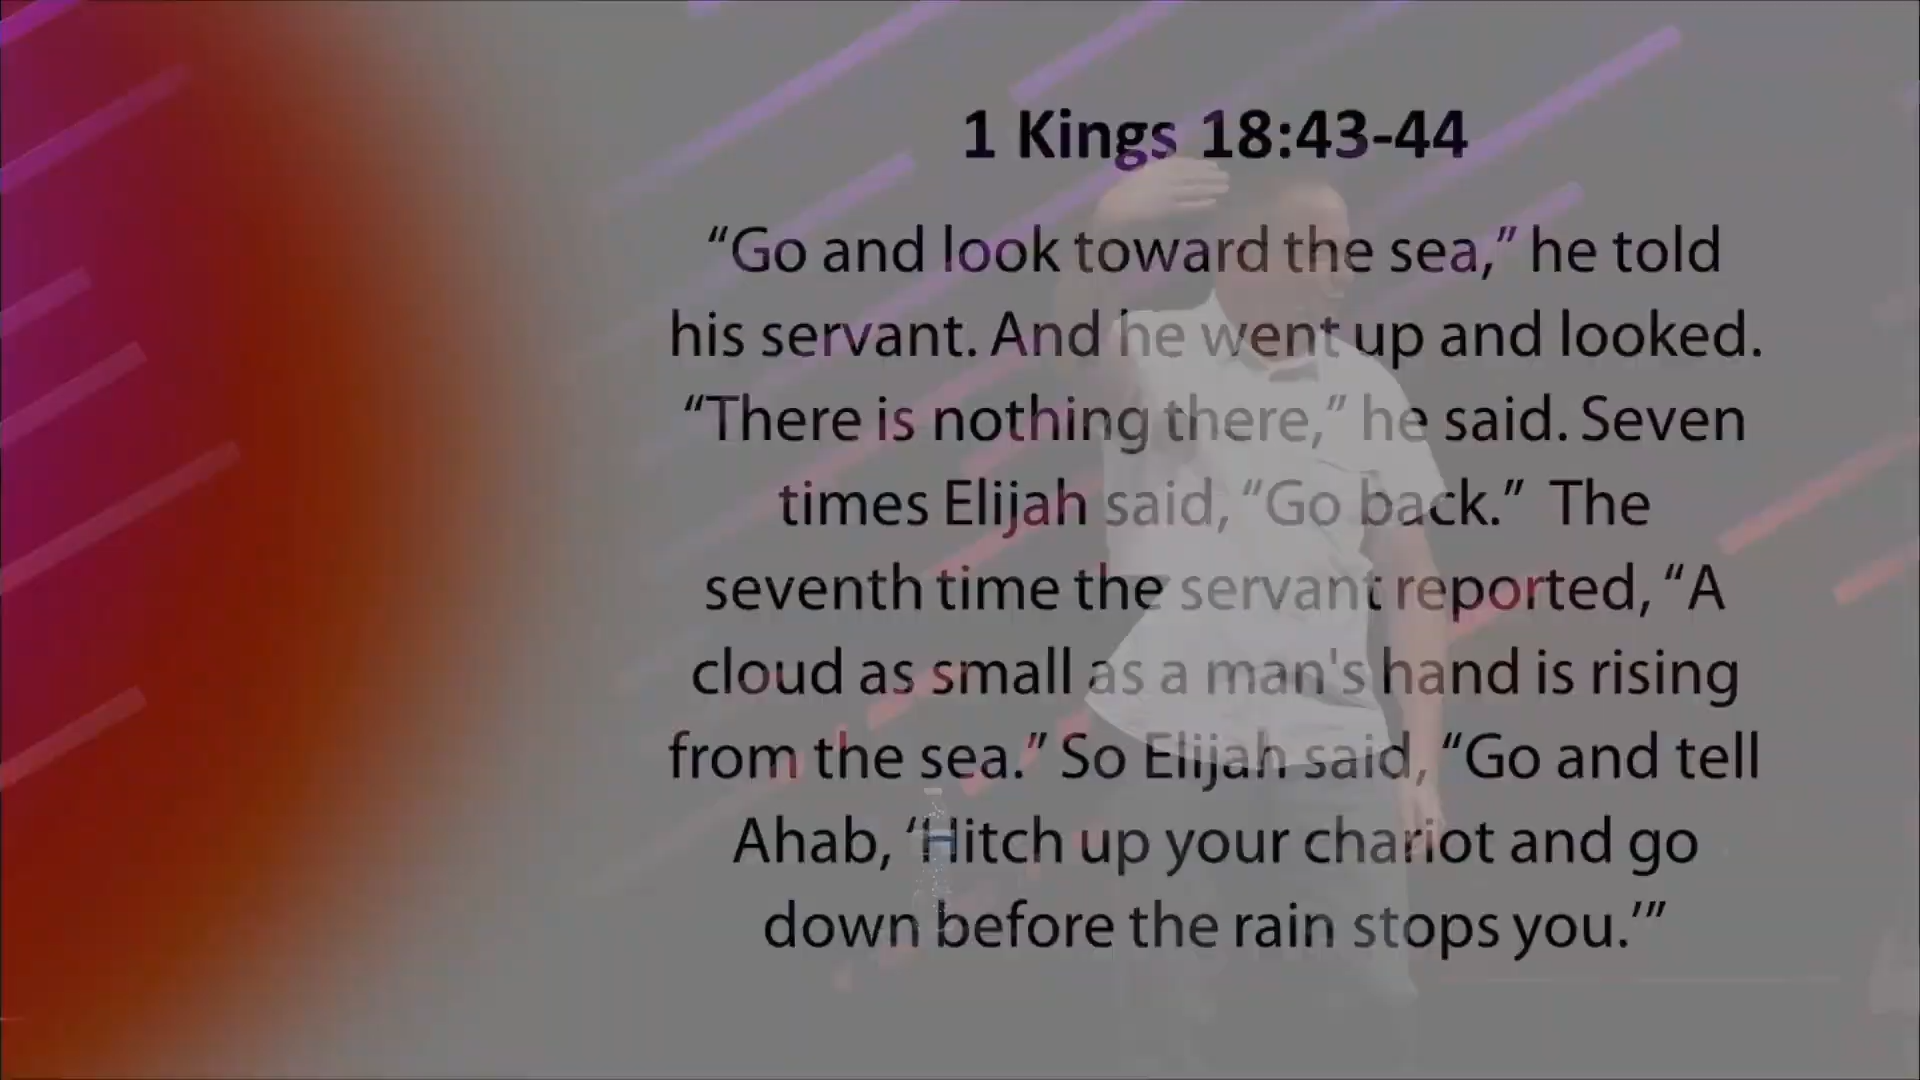 1 Kings 18:43-44
“Go and look toward the sea,” he told
his servant. And he went up and looked.
“There is nothing there,” he said. Seven
times Elijah said, “Go back.” The
seventh time the servant reported, “A
cloud as small as a man's hand is rising
from the sea.” So Elijah said, “Go and tell
Ahab, ‘Hitch up your chariot and go
down before the rain stops you.’”